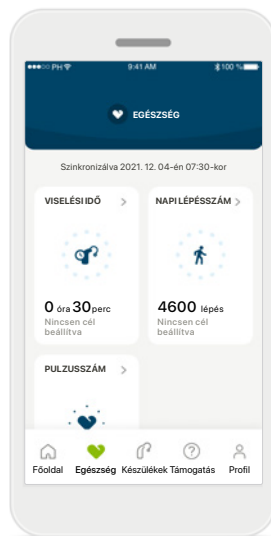 ●●●○○ PH 9:41 AM 100 %
EGÉSZSÉG
Szinkronizálva 2021. 12. 04-én 07:30-kor
VISELÉSI IDŐ NAPI LÉPÉSSZÁM
0 óra 30 perc 4600 lépés
Nincsen cél Nincsen cél
beállítva beállítva
PULZUSSZÁM
Főoldal Egészség Készülékek Támogatás Profil